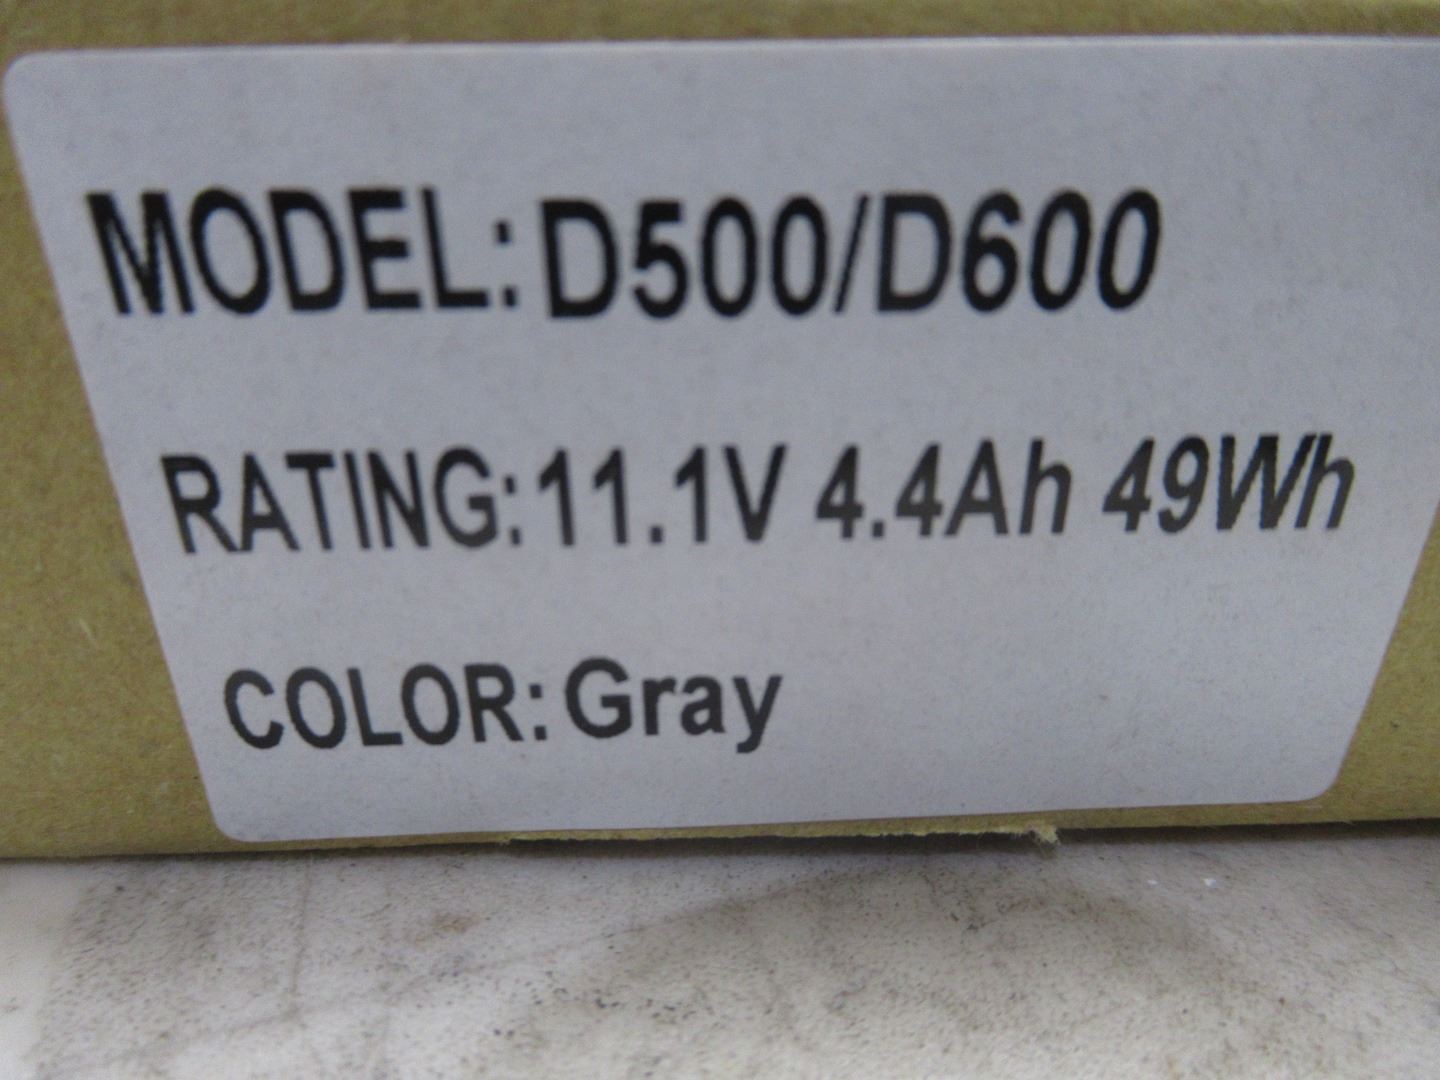 MODEL: D500/D600
RATING: 11.1V 4.4Ah 49Wh
COLOR: Gray